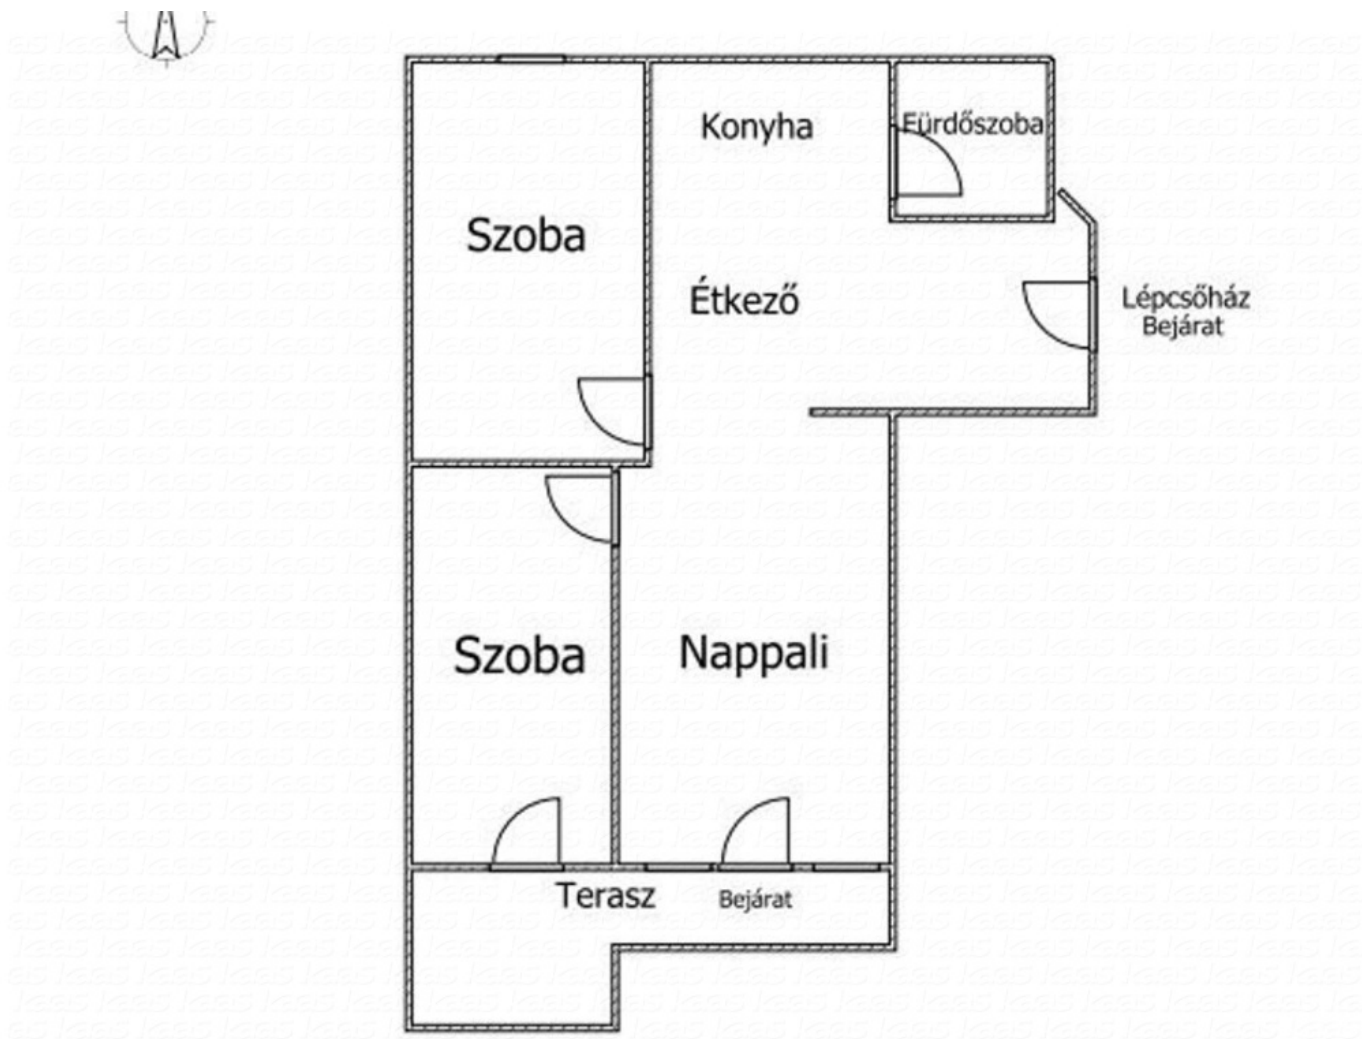 Konyha
Fürdőszoba
Szoba
Étkező
Lépcsőház
Bejárat
Szoba
Nappali
Terasz
Bejárat